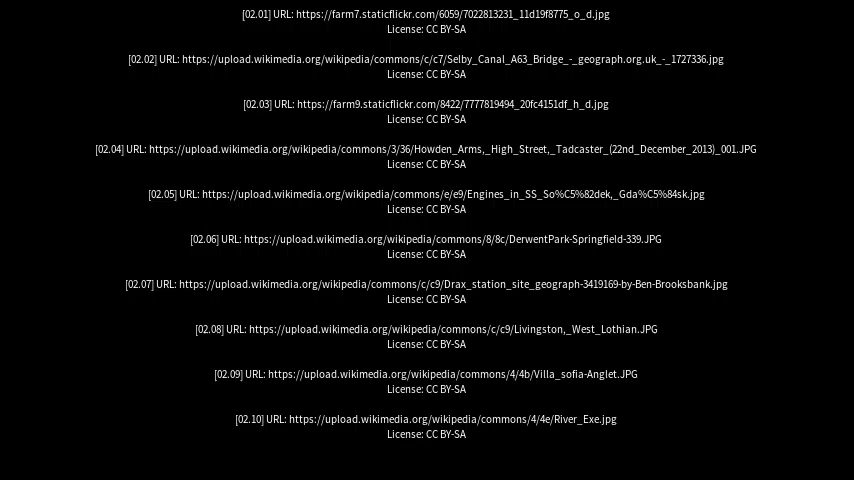 [02.01] URL: https://farm7.staticflickr.com/6059/7022813231_11d19f8775_o_d.jpg
License: CC BY-SA
[02.02] URL: https://upload.wikimedia.org/wikipedia/commons/c/c7/Selby_Canal_A63_Bridge_-_geograph.org.uk_-_1727336.jpg
License: CC BY-SA
[02.03] URL: https://farm9.staticflickr.com/8422/7777819494_20fc4151df_h_d.jpg
License: CC BY-SA
[02.04] URL: https://upload.wikimedia.org/wikipedia/commons/3/36/Howden_Arms,_High_Street,_Tadcaster_(22nd_December_2013)_001.JPG
License: CC BY-SA
[02.05] URL: https://upload.wikimedia.org/wikipedia/commons/e/e9/Engines_in_SS_So%C5%82dek,_Gda%C5%84sk.jpg
License: CC BY-SA
[02.06] URL: https://upload.wikimedia.org/wikipedia/commons/8/8c/DerwentPark-Springfield-339.JPG
License: CC BY-SA
[02.07] URL: https://upload.wikimedia.org/wikipedia/commons/c/c9/Drax_station_site_geograph-3419169-by-Ben-Brooksbank.jpg
License: CC BY-SA
[02.08] URL: https://upload.wikimedia.org/wikipedia/commons/c/c9/Livingston,_West_Lothian.JPG
License: CC BY-SA
[02.09] URL: https://upload.wikimedia.org/wikipedia/commons/4/4b/Villa_sofia-Anglet.JPG
License: CC BY-SA
[02.10] URL: https://upload.wikimedia.org/wikipedia/commons/4/4e/River_Exe.jpg
License: CC BY-SA